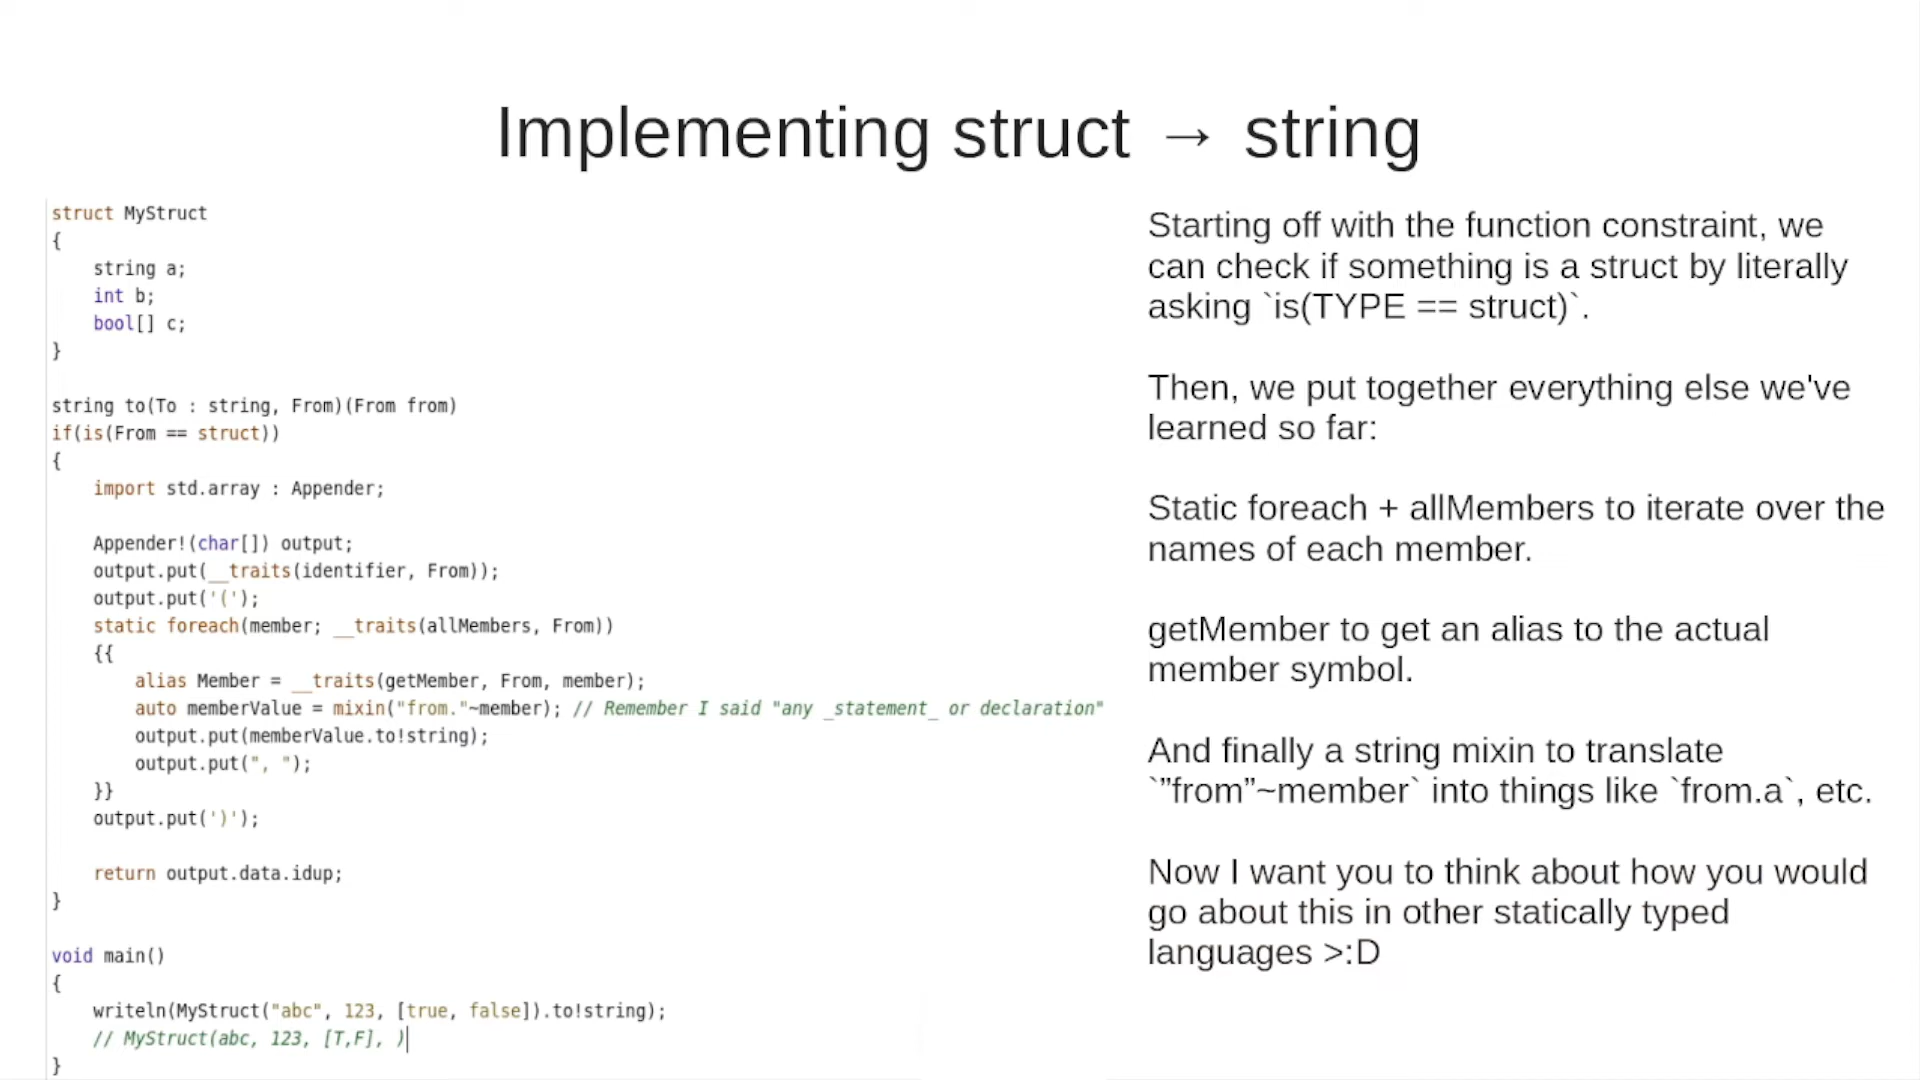 Implementing struct → string
struct MyStruct
{
    string a;
    int b;
    bool[] c;
}
string to(To : string, From)(From from)
if(is(From == struct))
{
    import std.array : Appender;
    Appender!(char[]) output;
    output.put(__traits(identifier, From));
    output.put('(');
    static foreach(member; __traits(allMembers, From))
    {{
        alias Member = __traits(getMember, From, member);
        auto memberValue = mixin("from."~member); // Remember I said "any _statement_ or declaration"
        output.put(memberValue.to!string);
        output.put(", ");
    }}
    output.put(')');
    return output.data.idup;
}
void main()
{
    writeln(MyStruct("abc", 123, [true, false]).to!string);
    // MyStruct(abc, 123, [T,F], )
}
Starting off with the function constraint, we
can check if something is a struct by literally
asking `is(TYPE == struct)`.
Then, we put together everything else we've
learned so far:
Static foreach + allMembers to iterate over the
names of each member.
getMember to get an alias to the actual
member symbol.
And finally a string mixin to translate
`”from”~member` into things like `from.a`, etc.
Now I want you to think about how you would
go about this in other statically typed
languages >:D